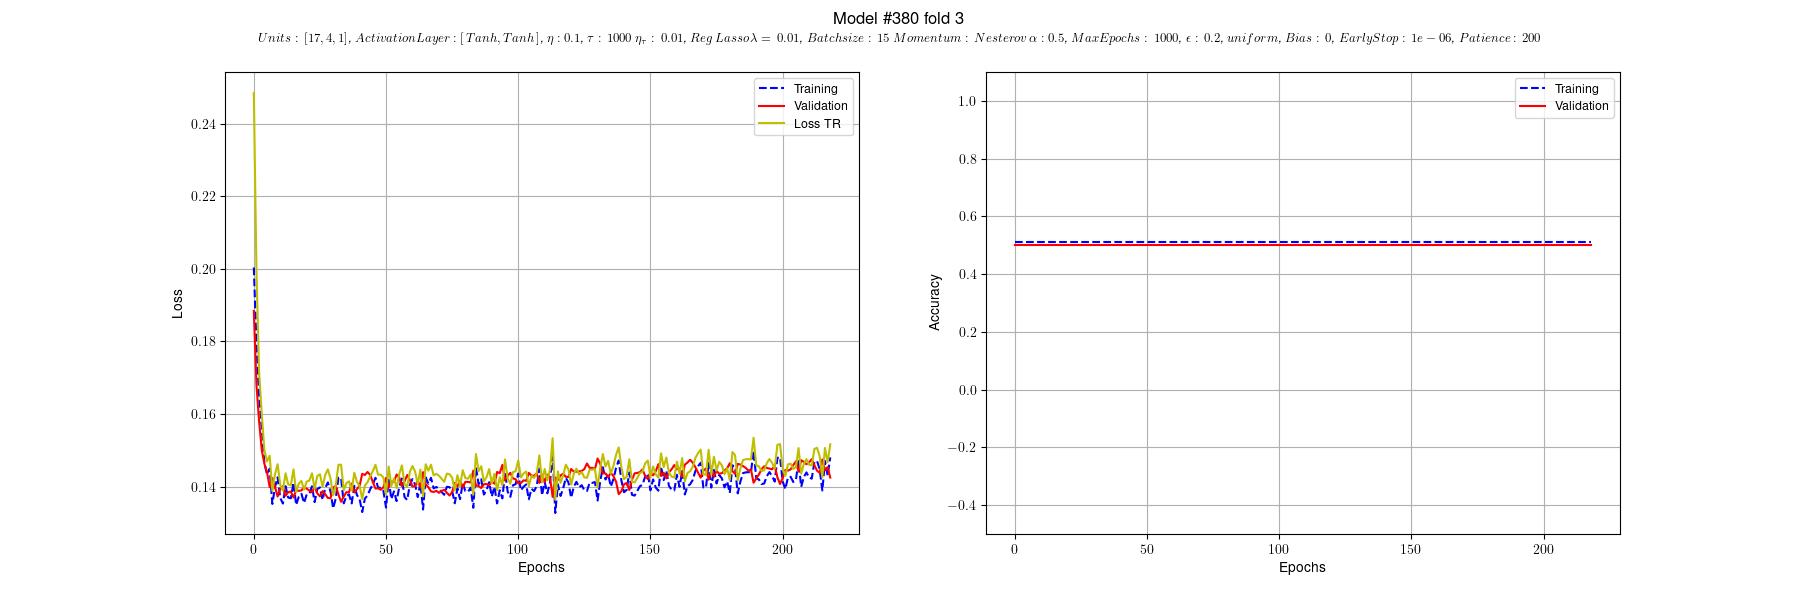 Model #380 fold 3
Units : [17, 4, 1], ActivationLayer : [Tanh, Tanh], η : 0.1, τ : 1000 ητ : 0.01, Reg Lassoλ = 0.01, Batchsize : 15 Momentum : Nesterov α : 0.5, MaxEpochs : 1000, ϵ : 0.2, uniform, Bias : 0, EarlyStop : 1e − 06, Patience : 200
Training
Validation
Loss TR
0.24
0.22
0.20
0.18
0.16
0.14
Loss
0
50
100
150
200
Epochs
Training
Validation
1.0
0.8
0.6
0.4
0.2
0.0
−0.2
−0.4
Accuracy
0
50
100
150
200
Epochs